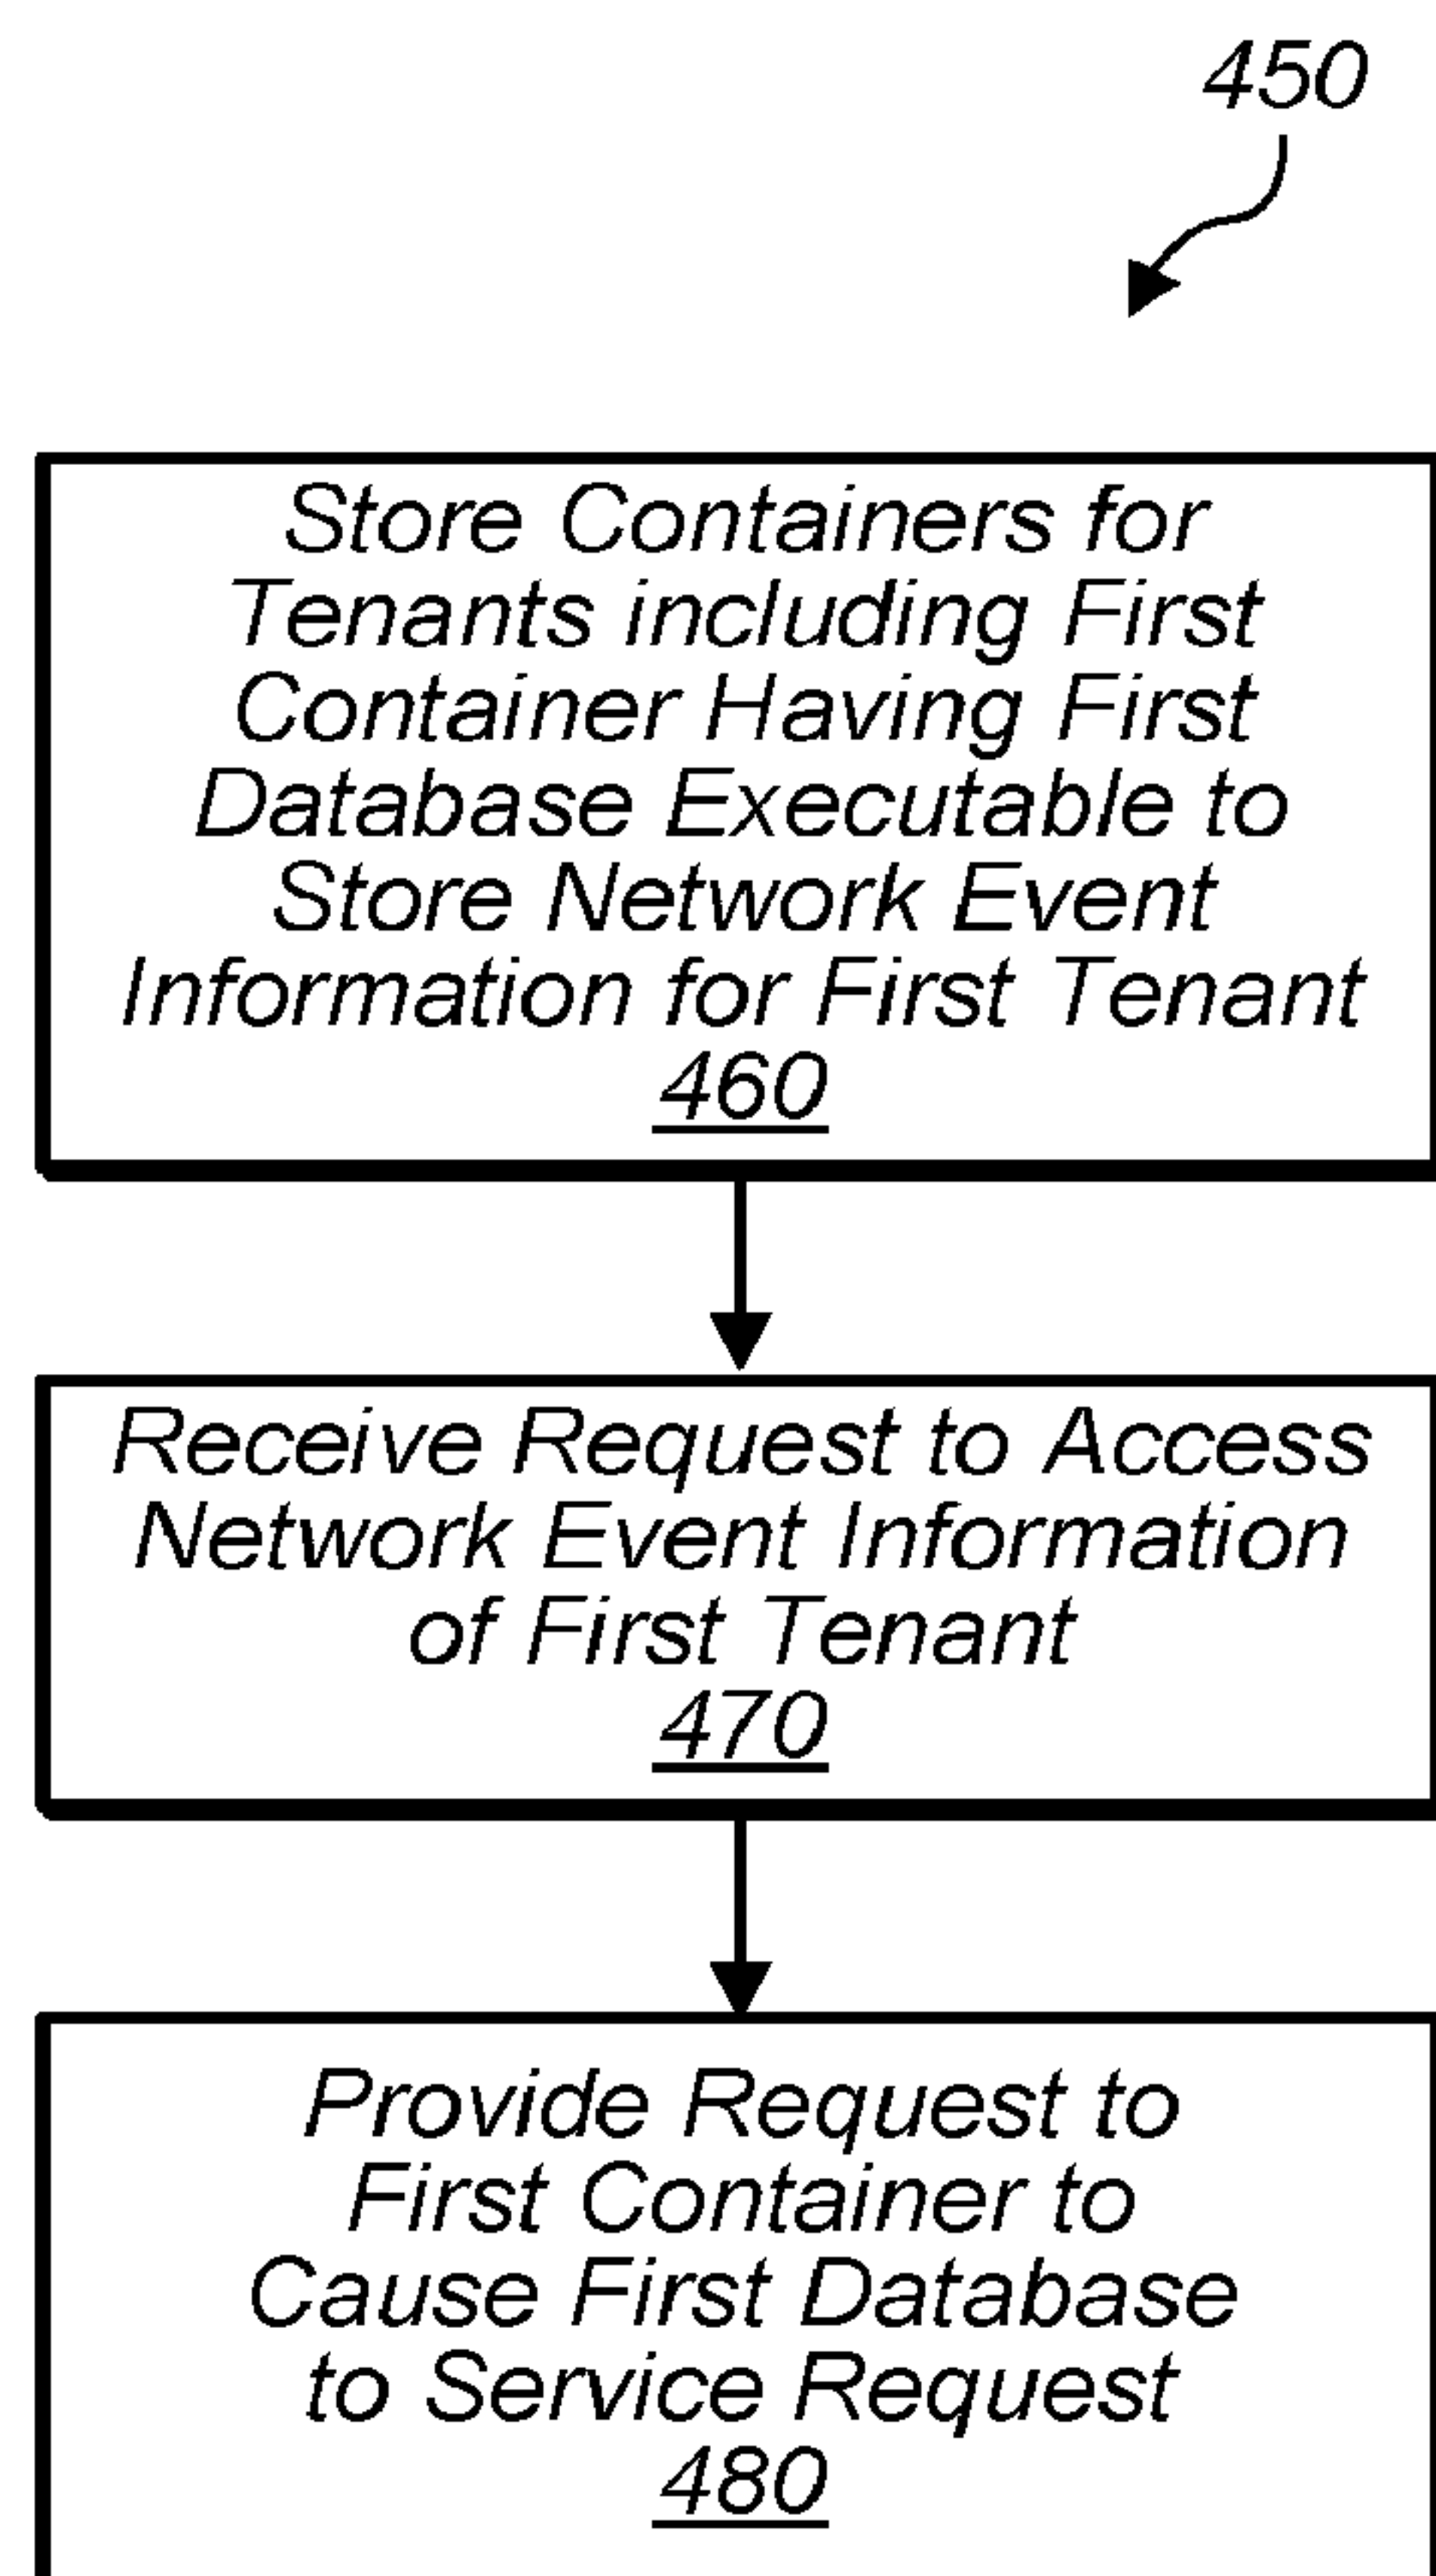 450
Store Containers for
Tenants including First
Container Having First
Database Executable to
Store Network Event
Information for First Tenant
460
Receive Request to Access
Network Event Information
of First Tenant
470
Provide Request to
First Container to
Cause First Database
to Service Request
480